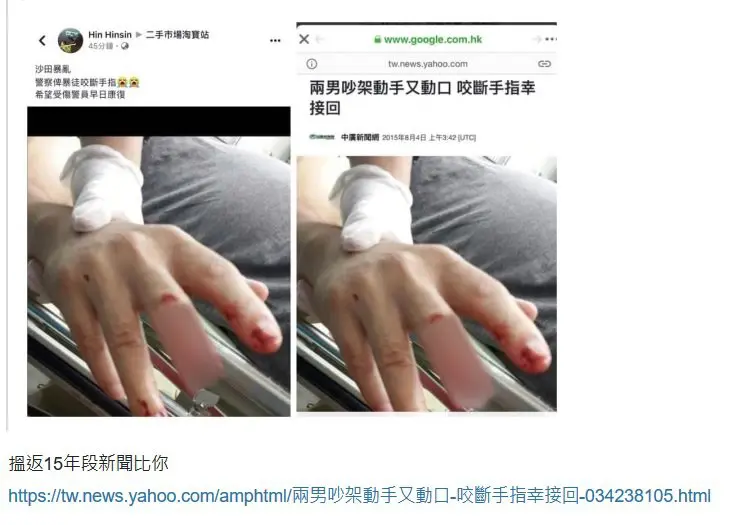 Hin Hinsin ▶ 二手市場淘寶站
45分鐘 ·
沙田暴亂
警察俾暴徒咬斷手指😭😭
希望受傷警員早日康復
www.google.com.hk
tw.news.yahoo.com
兩男吵架動手又動口 咬斷手指幸
接回
中廣新聞網 2015年8月4日 上午3:42 [UTC]
搵返15年段新聞比你
https://tw.news.yahoo.com/amphtml/兩男吵架動手又動口-咬斷手指幸接回-034238105.html